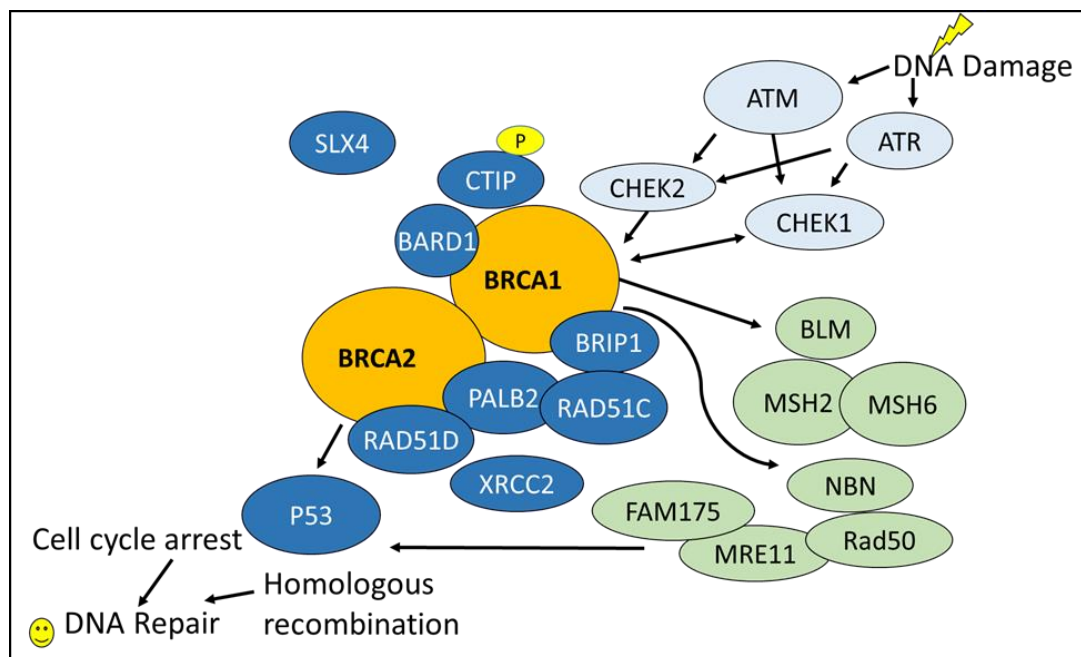 DNA Damage
ATM
ATR
SLX4
P
CTIP
CHEK2
CHEK1
BARD1
BRCA1
BRCA2
BRIP1
BLM
PALB2
RAD51C
MSH2
MSH6
RAD51D
XRCC2
NBN
P53
FAM175
MRE11
Rad50
Cell cycle arrest
Homologous
recombination
DNA Repair